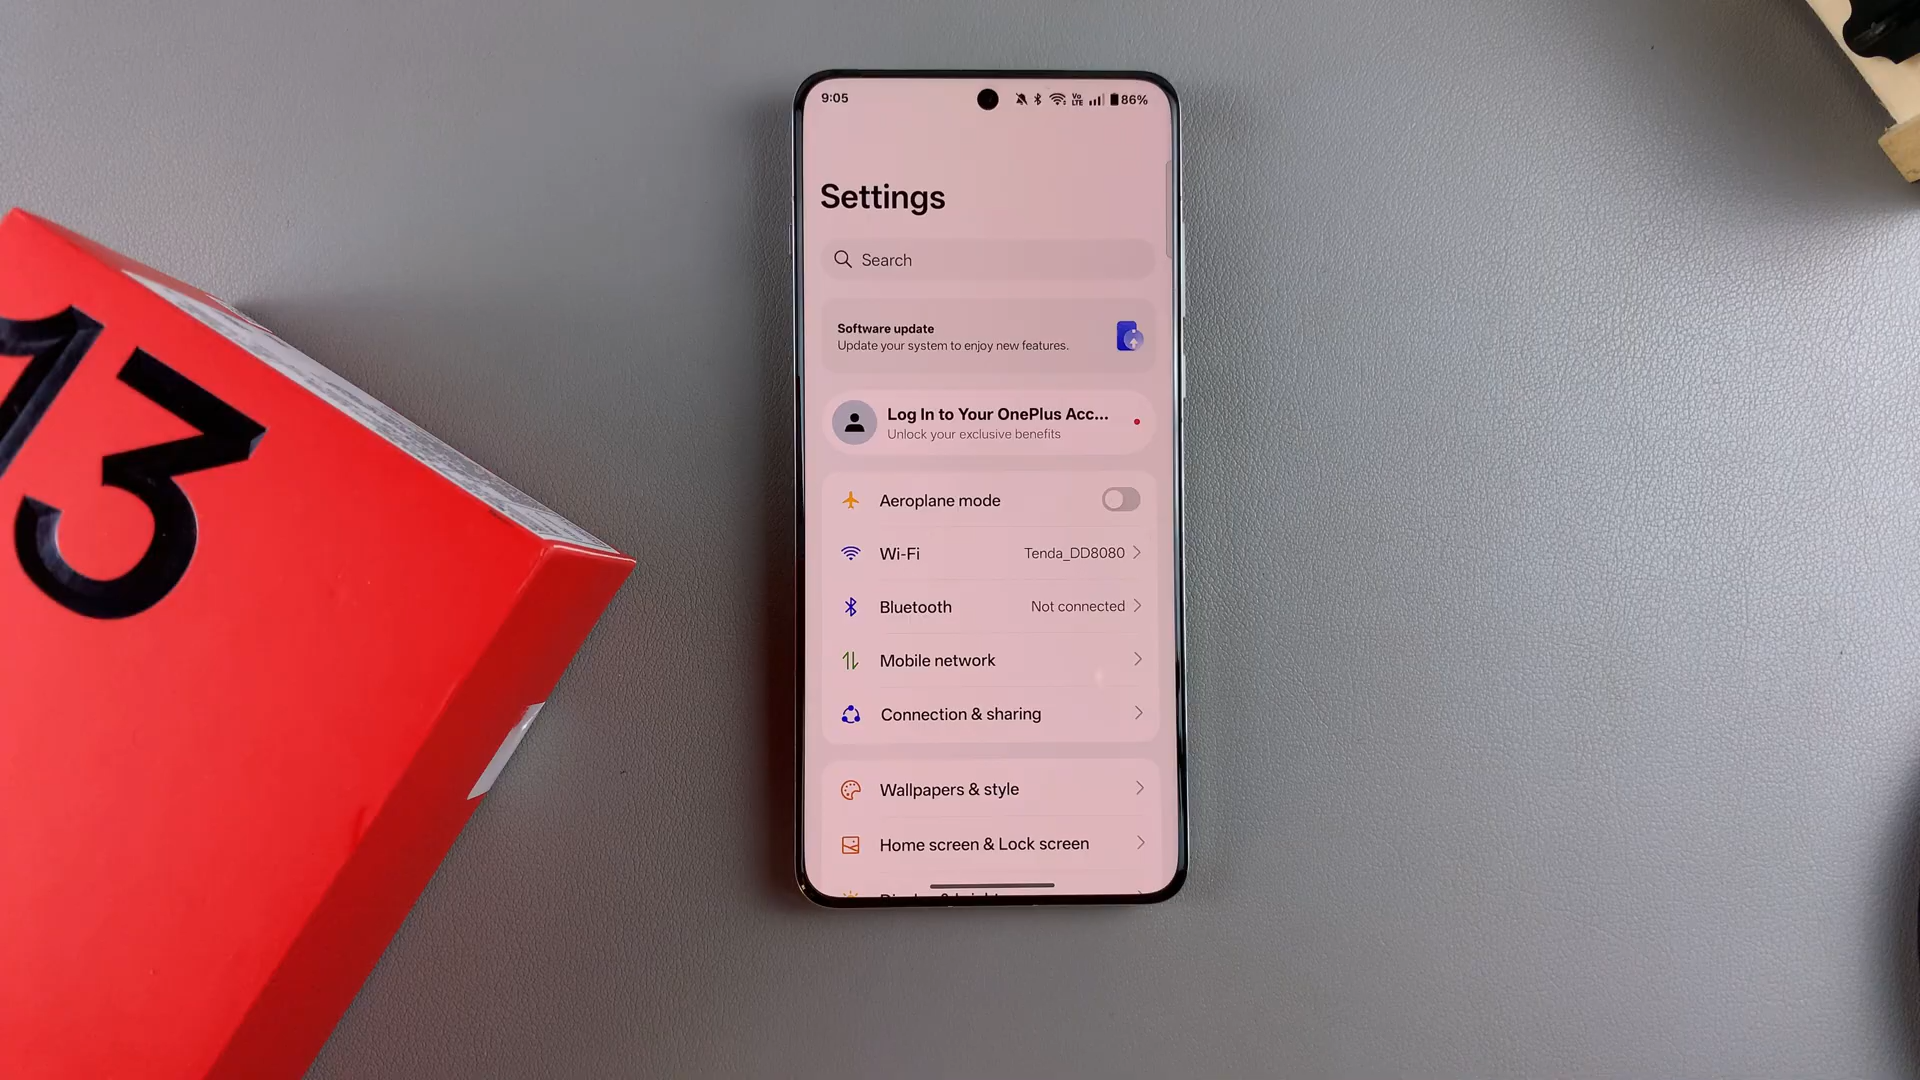 13
9:05
Vo
LTE
86%
Settings
Search
Software update
Update your system to enjoy new features.
Log In to Your OnePlus Acc...
Unlock your exclusive benefits
Aeroplane mode
Wi-Fi
Tenda_DD8080
Bluetooth
Not connected
Mobile network
Connection & sharing
Wallpapers & style
Home screen & Lock screen